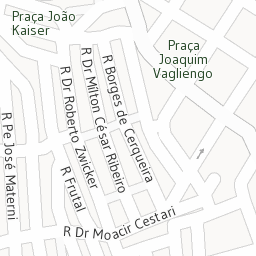 Praça João
Kaiser
Praça
Joaquim
Vagliengo
R Borges de Cerqueira
R Dr Milton César Ribeiro
R Dr Roberto Zwicker
R Frutal
R Pe José Materni
R Dr Moacir Cestari